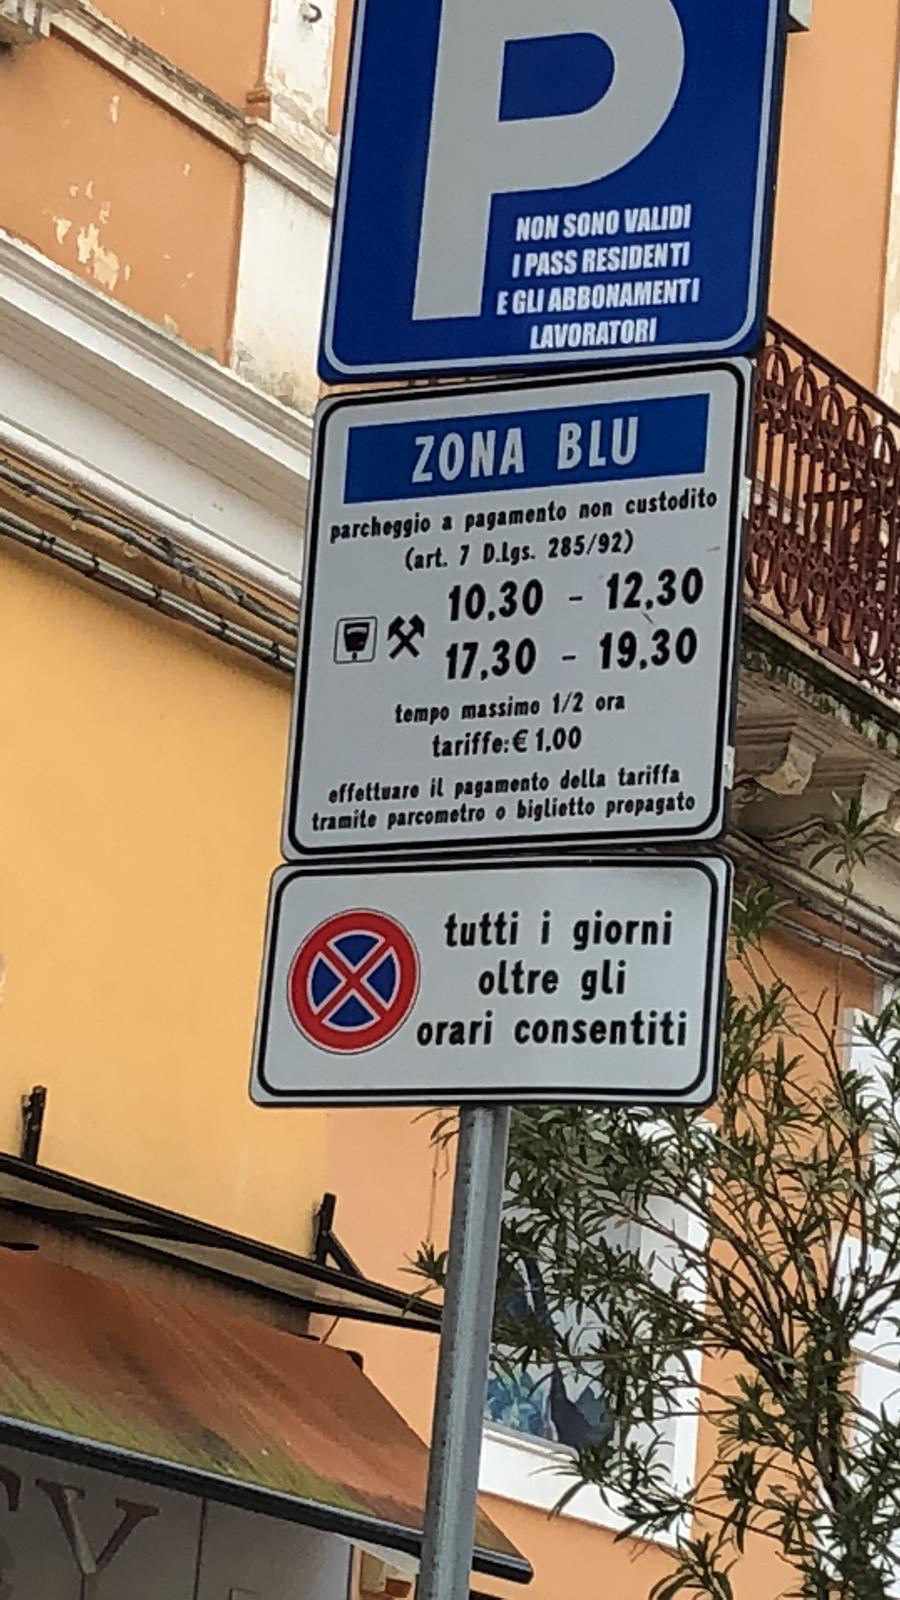 P
NON SONO VALIDI
I PASS RESIDENTI
E GLI ABBONAMENTI
LAVORATORI
ZONA BLU
parcheggio a pagamento non custodito
(art. 7 D.lgs. 285/92)
10.30 - 12.30
17.30 - 19.30
tempo massimo 1/2 ora
tariffe:€ 1.00
effettuare il pagamento della tariffa
tramite parcometro o biglietto prepagato
tutti i giorni
oltre gli
orari consentiti